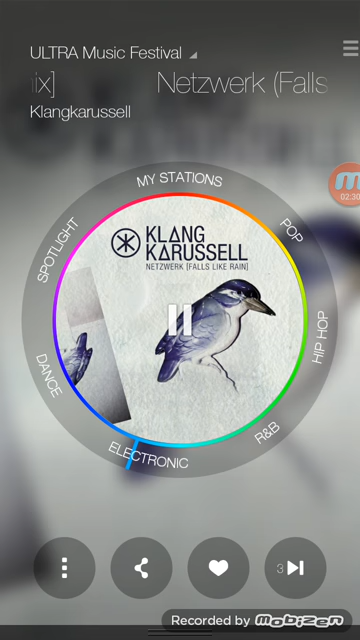 ULTRA Music Festival
ix] Netzwerk (Falls
Klangkarussell
MY STATIONS
SPOTLIGHT
POP
KLANG
KARUSSELL
NETZWERK [FALLS LIKE RAIN]
HIP HOP
DANCE
R&B
ELECTRONIC
02:30
3
Recorded by Mobizen